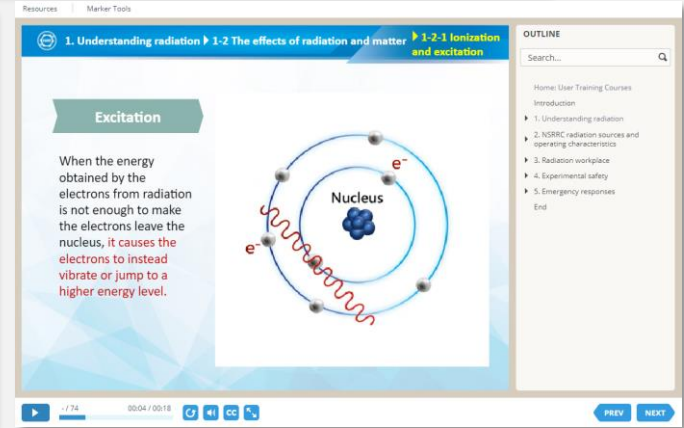 Resources Marker Tools
1. Understanding radiation 1-2 The effects of radiation and matter 1-2-1 Ionization
and excitation
Excitation
When the energy
obtained by the
electrons from radiation
is not enough to make
the electrons leave the
nucleus, it causes the
electrons to instead
vibrate or jump to a
higher energy level.
e-
Nucleus
e-
OUTLINE
Search...
Home: User Training Courses
Introduction
1. Understanding radiation
2. NSRRC radiation sources and
operating characteristics
3. Radiation workplace
4. Experimental safety
5. Emergency responses
End
- / 74 00:04 / 00:18 CC PREV NEXT